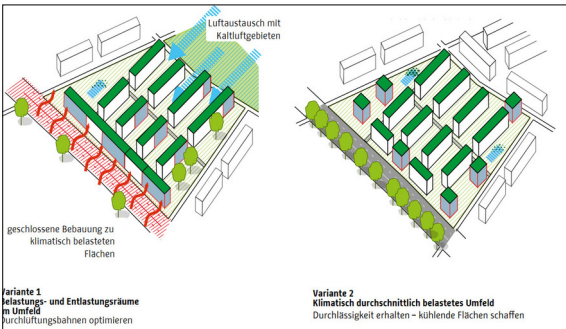 Luftaustausch mit
Kaltluftgebieten
geschlossene Bebauung zu
klimatisch belasteten
Flächen
Variante 1
Belastungs- und Entlastungsräume
im Umfeld
Durchlüftungsbahnen optimieren
Variante 2
Klimatisch durchschnittlich belastetes Umfeld
Durchlässigkeit erhalten – kühlende Flächen schaffen